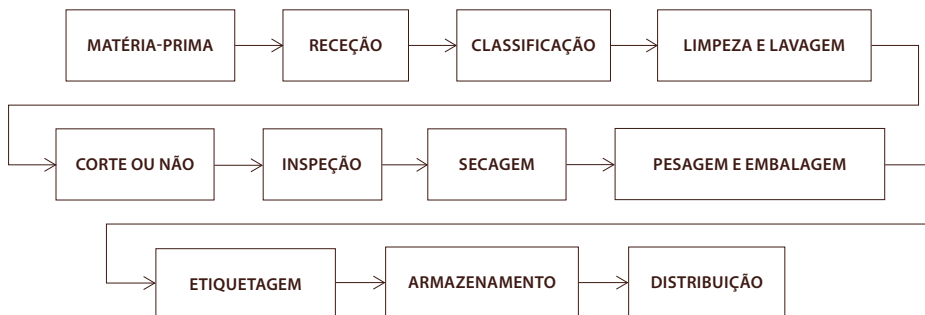 MATÉRIA-PRIMA
RECEÇÃO
CLASSIFICAÇÃO
LIMPEZA E LAVAGEM
CORTE OU NÃO
INSPEÇÃO
SECAGEM
PESAGEM E EMBALAGEM
ETIQUETAGEM
ARMAZENAMENTO
DISTRIBUIÇÃO